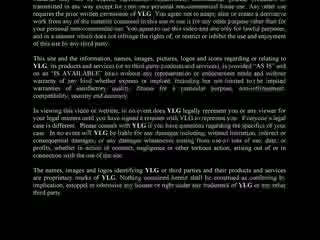 transmitted in any way except for your own personal non-commercial home use. Any other use
requires the prior written permission of YLG. You agree not to adapt, alter or create a derivative
work from any of the material contained in this site or use it for any other purpose other than for
your personal non-commercial use. You agree to use this video and site only for lawful purposes,
and in a manner which does not infringe the rights of, or restrict or inhibit the use and enjoyment
of this site by any third party.
This site and the information, names, images, pictures, logos and icons regarding or relating to
YLG, its products and services (or to third party products and services), is provided "AS IS" and
on an "IS AVAILABLE" basis without any representation or endorsement made and without
warranty of any kind whether express or implied, including but not limited to the implied
warranties of satisfactory quality, fitness for a particular purpose, non-infringement,
compatibility, security and accuracy.
In viewing this video or website, in no event does YLG legally represent you or any viewer for
your legal matters until you have signed a retainer with YLG to represent you. Everyone's legal
case is different. Please consult with YLG if you have questions regarding the specifics of your
case. In no event will YLG be liable for any damages including, without limitation, indirect or
consequential damages, or any damages whatsoever arising from use or loss of use, data, or
profits, whether in action of contract, negligence or other tortious action, arising out of or in
connection with the use of the site.
The names, images and logos identifying YLG or third parties and their products and services
are proprietary marks of YLG. Nothing contained herein shall be construed as conferring by
implication, estoppel or otherwise any license or right under any trademark of YLG or any other
third party.